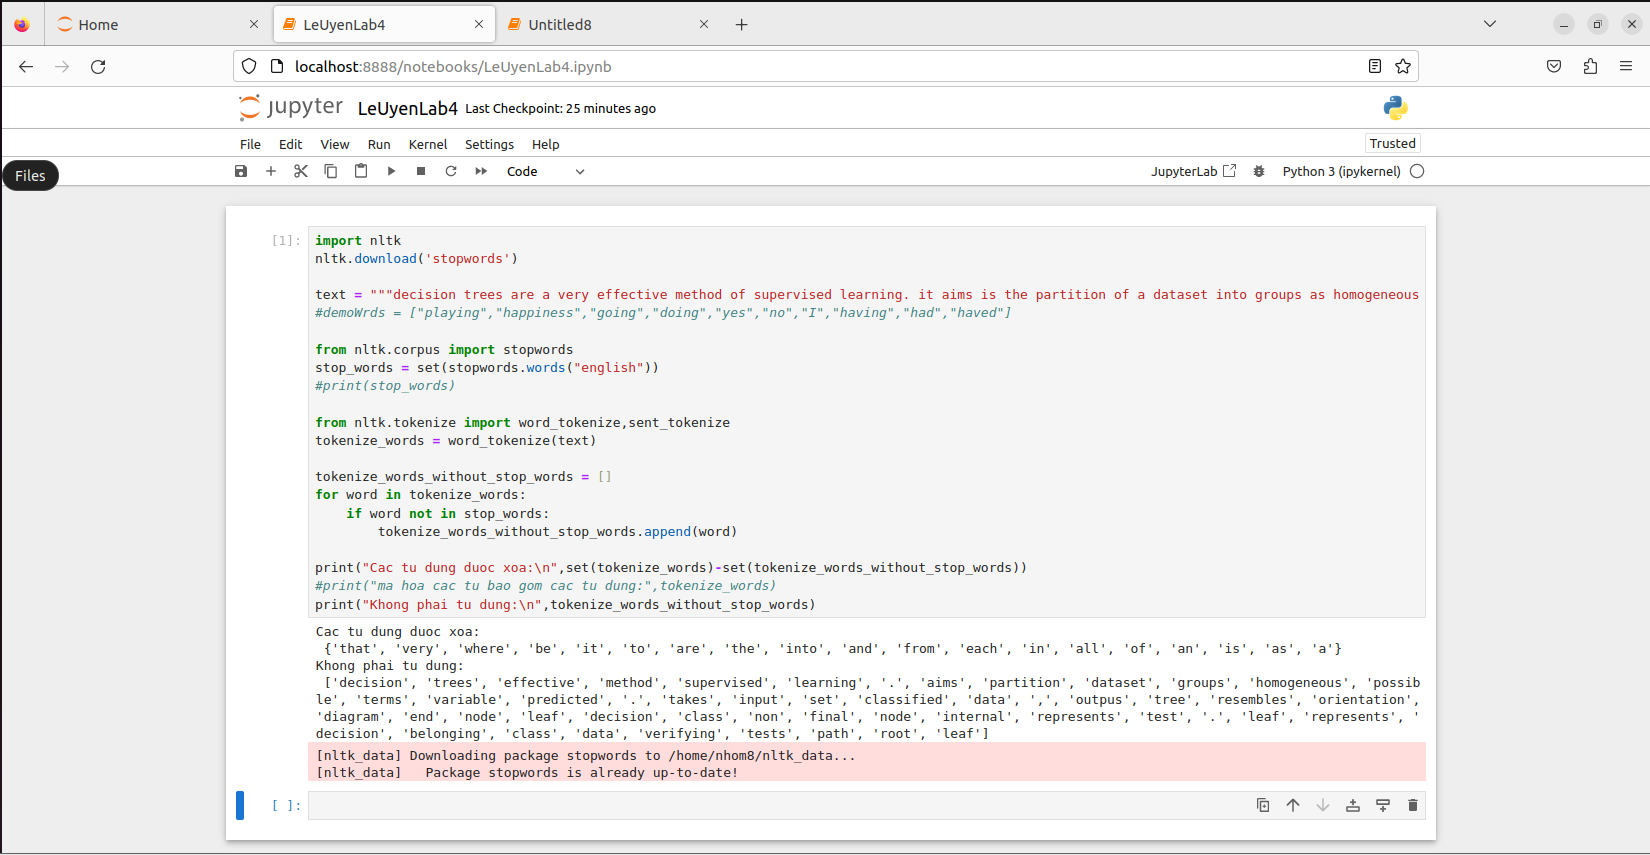 Home
LeUyenLab4
Untitled8
localhost:8888/notebooks/LeUyenLab4.ipynb
jupyter LeUyenLab4 Last Checkpoint: 25 minutes ago
File Edit View Run Kernel Settings Help
Trusted
Files
Code
JupyterLab
Python 3 (ipykernel)
[1]:
import nltk
nltk.download('stopwords')
text = """decision trees are a very effective method of supervised learning. it aims is the partition of a dataset into groups as homogeneous
#demoWrds = ["playing","happiness","going","doing","yes","no","I","having","had","haved"]
from nltk.corpus import stopwords
stop_words = set(stopwords.words("english"))
#print(stop_words)
from nltk.tokenize import word_tokenize,sent_tokenize
tokenize_words = word_tokenize(text)
tokenize_words_without_stop_words = []
for word in tokenize_words:
    if word not in stop_words:
        tokenize_words_without_stop_words.append(word)
print("Cac tu dung duoc xoa:\n",set(tokenize_words)-set(tokenize_words_without_stop_words))
#print("ma hoa cac tu bao gom cac tu dung:",tokenize_words)
print("Khong phai tu dung:\n",tokenize_words_without_stop_words)
Cac tu dung duoc xoa:
 {'that', 'very', 'where', 'be', 'it', 'to', 'are', 'the', 'into', 'and', 'from', 'each', 'in', 'all', 'of', 'an', 'is', 'as', 'a'}
Khong phai tu dung:
 ['decision', 'trees', 'effective', 'method', 'supervised', 'learning', '.', 'aims', 'partition', 'dataset', 'groups', 'homogeneous', 'possib
le', 'terms', 'variable', 'predicted', '.', 'takes', 'input', 'set', 'classified', 'data', ',', 'outpus', 'tree', 'resembles', 'orientation',
'diagram', 'end', 'node', 'leaf', 'decision', 'class', 'non', 'final', 'node', 'internal', 'represents', 'test', '.', 'leaf', 'represents', '
decision', 'belonging', 'class', 'data', 'verifying', 'tests', 'path', 'root', 'leaf']
[nltk_data] Downloading package stopwords to /home/nhom8/nltk_data...
[nltk_data]   Package stopwords is already up-to-date!
[ ]: